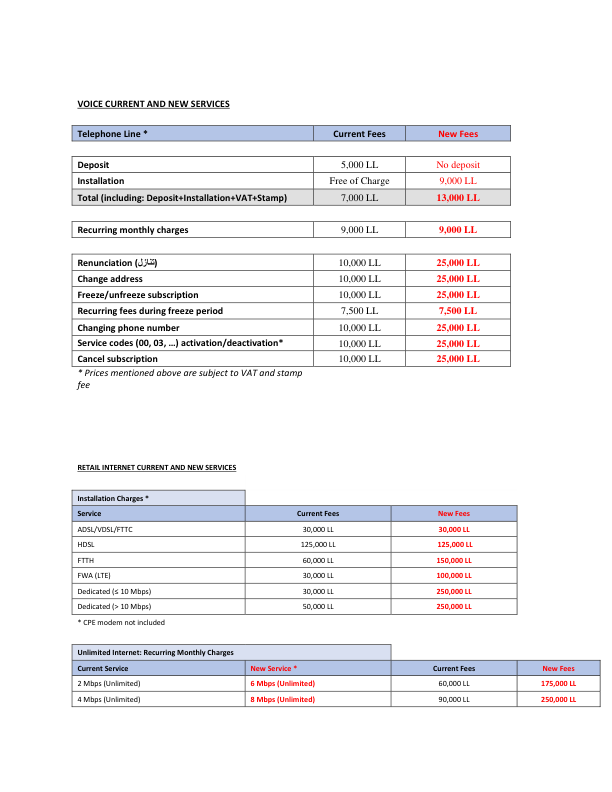 VOICE CURRENT AND NEW SERVICES
Telephone Line * Current Fees New Fees
Deposit 5,000 LL No deposit
Installation Free of Charge 9,000 LL
Total (including: Deposit+Installation+VAT+Stamp) 7,000 LL 13,000 LL
Recurring monthly charges 9,000 LL 9,000 LL
Renunciation (تنازل) 10,000 LL 25,000 LL
Change address 10,000 LL 25,000 LL
Freeze/unfreeze subscription 10,000 LL 25,000 LL
Recurring fees during freeze period 7,500 LL 7,500 LL
Changing phone number 10,000 LL 25,000 LL
Service codes (00, 03, …) activation/deactivation* 10,000 LL 25,000 LL
Cancel subscription 10,000 LL 25,000 LL
* Prices mentioned above are subject to VAT and stamp
fee
RETAIL INTERNET CURRENT AND NEW SERVICES
Installation Charges *
Service Current Fees New Fees
ADSL/VDSL/FTTC 30,000 LL 30,000 LL
HDSL 125,000 LL 125,000 LL
FTTH 60,000 LL 150,000 LL
FWA (LTE) 30,000 LL 100,000 LL
Dedicated (≤ 10 Mbps) 30,000 LL 250,000 LL
Dedicated (> 10 Mbps) 50,000 LL 250,000 LL
* CPE modem not included
Unlimited Internet: Recurring Monthly Charges
Current Service New Service * Current Fees New Fees
2 Mbps (Unlimited) 6 Mbps (Unlimited) 60,000 LL 175,000 LL
4 Mbps (Unlimited) 8 Mbps (Unlimited) 90,000 LL 250,000 LL